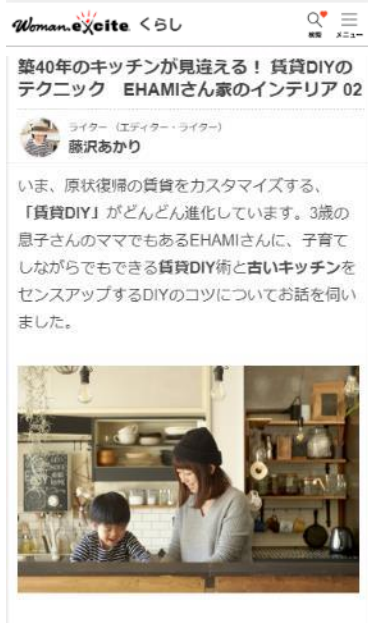 Woman.excite くらし
検索 メニュー
築40年のキッチンが見違える! 賃貸DIYの
テクニック EHAMIさん家のインテリア 02
ライター(エディター・ライター)
藤沢あかり
いま、原状復帰の賃貸をカスタマイズする、
「賃貸DIY」がどんどん進化しています。3歳の
息子さんのママでもあるEHAMIさんに、子育て
しながらでもできる賃貸DIY術と古いキッチンを
センスアップするDIYのコツについてお話を伺い
ました。